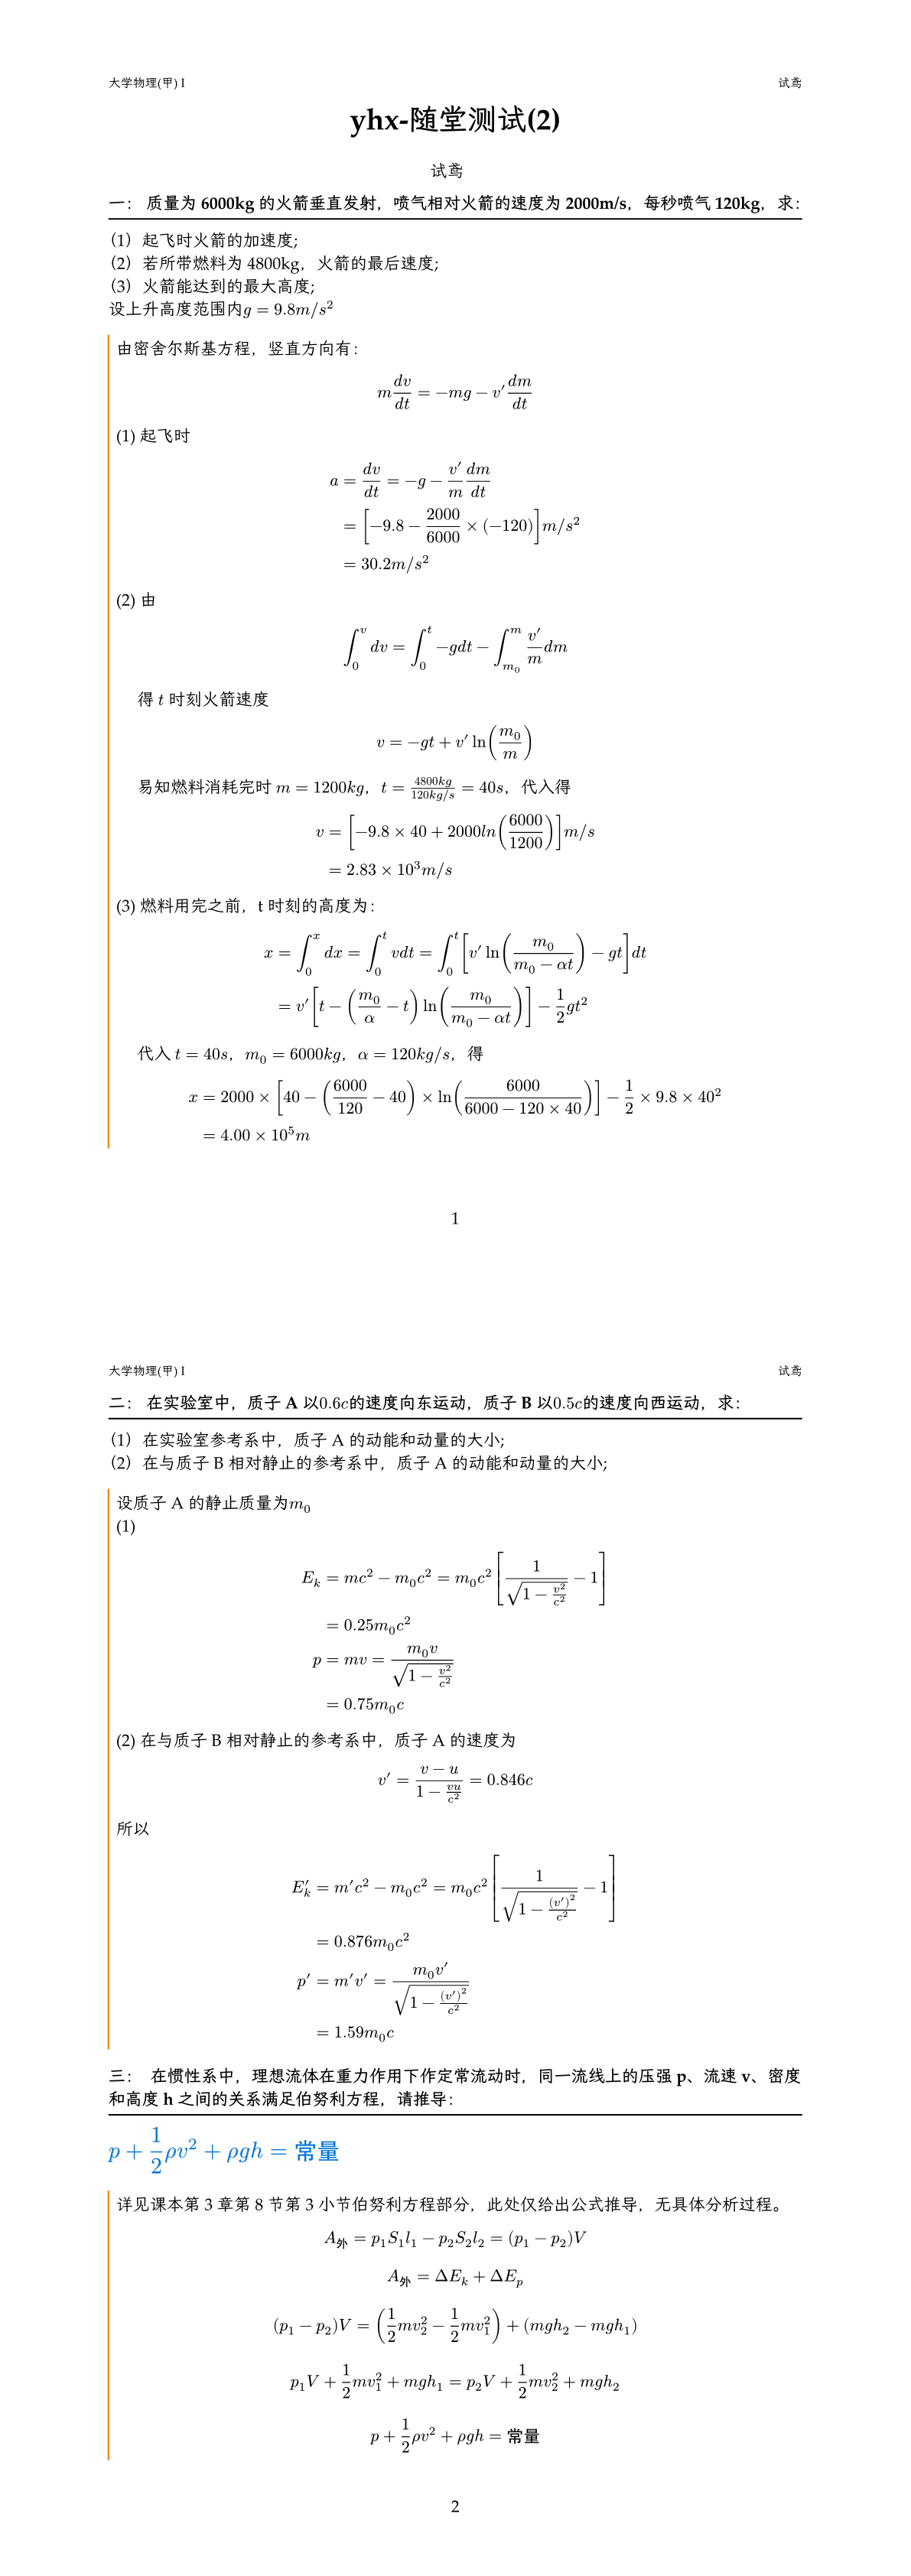 大学物理(甲) I 试鸢
yhx-随堂测试(2)
试鸢
一： 质量为 6000kg 的火箭垂直发射，喷气相对火箭的速度为 2000m/s，每秒喷气 120kg，求：
（1）起飞时火箭的加速度;
（2）若所带燃料为 4800kg，火箭的最后速度;
（3）火箭能达到的最大高度;
设上升高度范围内$g = 9.8m/s^2$
由密舍尔斯基方程，竖直方向有：
$m\frac{dv}{dt} = -mg - v'\frac{dm}{dt}$
(1) 起飞时
$a = \frac{dv}{dt} = -g - \frac{v'}{m}\frac{dm}{dt}$
$= \left[-9.8 - \frac{2000}{6000} \times (-120)\right]m/s^2$
$= 30.2m/s^2$
(2) 由
$\int_0^v dv = \int_0^t -gdt - \int_{m_0}^m \frac{v'}{m}dm$
得 $t$ 时刻火箭速度
$v = -gt + v'\ln\left(\frac{m_0}{m}\right)$
易知燃料消耗完时 $m = 1200kg$，$t = \frac{4800kg}{120kg/s} = 40s$，代入得
$v = \left[-9.8 \times 40 + 2000ln\left(\frac{6000}{1200}\right)\right]m/s$
$= 2.83 \times 10^3m/s$
(3) 燃料用完之前，t 时刻的高度为：
$x = \int_0^x dx = \int_0^t vdt = \int_0^t \left[v'\ln\left(\frac{m_0}{m_0 - \alpha t}\right) - gt\right]dt$
$= v'\left[t - \left(\frac{m_0}{\alpha} - t\right)\ln\left(\frac{m_0}{m_0 - \alpha t}\right)\right] - \frac{1}{2}gt^2$
代入 $t = 40s$，$m_0 = 6000kg$，$\alpha = 120kg/s$，得
$x = 2000 \times \left[40 - \left(\frac{6000}{120} - 40\right) \times \ln\left(\frac{6000}{6000 - 120 \times 40}\right)\right] - \frac{1}{2} \times 9.8 \times 40^2$
$= 4.00 \times 10^5m$
1
大学物理(甲) I 试鸢
二： 在实验室中，质子 A 以$0.6c$的速度向东运动，质子 B 以$0.5c$的速度向西运动，求：
（1）在实验室参考系中，质子 A 的动能和动量的大小;
（2）在与质子 B 相对静止的参考系中，质子 A 的动能和动量的大小;
设质子 A 的静止质量为$m_0$
(1)
$E_k = mc^2 - m_0c^2 = m_0c^2\left[\frac{1}{\sqrt{1 - \frac{v^2}{c^2}}} - 1\right]$
$= 0.25m_0c^2$
$p = mv = \frac{m_0v}{\sqrt{1 - \frac{v^2}{c^2}}}$
$= 0.75m_0c$
(2) 在与质子 B 相对静止的参考系中，质子 A 的速度为
$v' = \frac{v - u}{1 - \frac{vu}{c^2}} = 0.846c$
所以
$E_k' = m'c^2 - m_0c^2 = m_0c^2\left[\frac{1}{\sqrt{1 - \frac{(v')^2}{c^2}}} - 1\right]$
$= 0.876m_0c^2$
$p' = m'v' = \frac{m_0v'}{\sqrt{1 - \frac{(v')^2}{c^2}}}$
$= 1.59m_0c$
三： 在惯性系中，理想流体在重力作用下作定常流动时，同一流线上的压强 p、流速 v、密度
和高度 h 之间的关系满足伯努利方程，请推导：
$p + \frac{1}{2}\rho v^2 + \rho gh = 常量$
详见课本第 3 章第 8 节第 3 小节伯努利方程部分，此处仅给出公式推导，无具体分析过程。
$A_外 = p_1S_1l_1 - p_2S_2l_2 = (p_1 - p_2)V$
$A_外 = \Delta E_k + \Delta E_p$
$(p_1 - p_2)V = \left(\frac{1}{2}mv_2^2 - \frac{1}{2}mv_1^2\right) + (mgh_2 - mgh_1)$
$p_1V + \frac{1}{2}mv_1^2 + mgh_1 = p_2V + \frac{1}{2}mv_2^2 + mgh_2$
$p + \frac{1}{2}\rho v^2 + \rho gh = 常量$
2